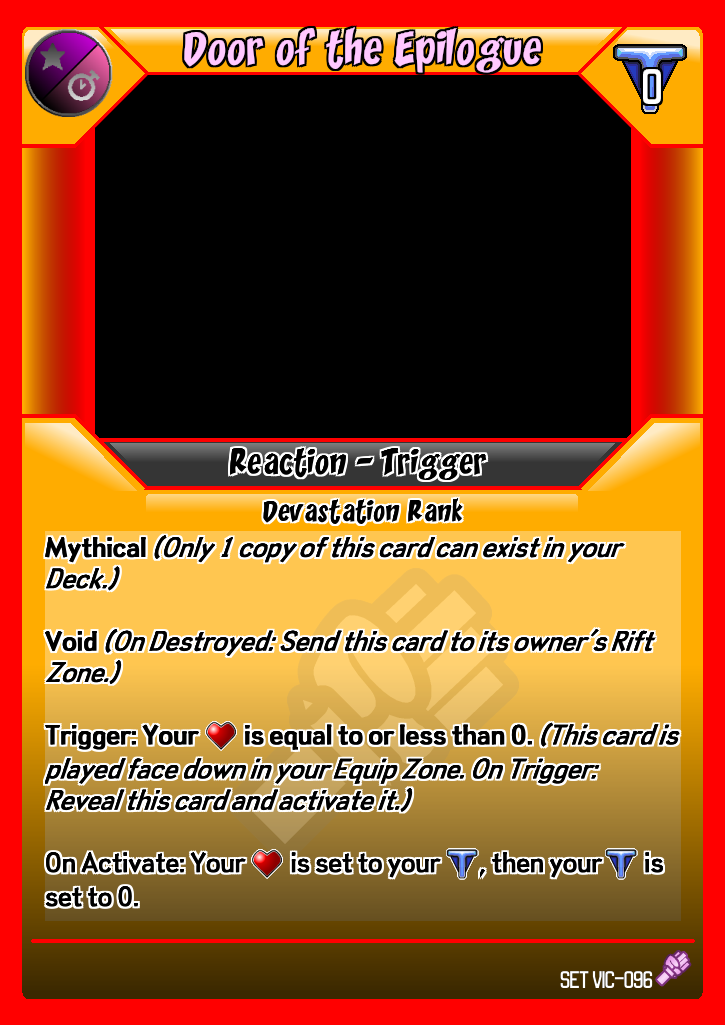 Door of the Epilogue
0
Reaction - Trigger
Devastation Rank
Mythical (Only 1 copy of this card can exist in your
Deck.)
Void (On Destroyed: Send this card to its owner's Rift
Zone.)
Trigger: Your is equal to or less than 0. (This card is
played face down in your Equip Zone. On Trigger:
Reveal this card and activate it.)
On Activate: Your is set to your , then your is
set to 0.
SET VIC-096